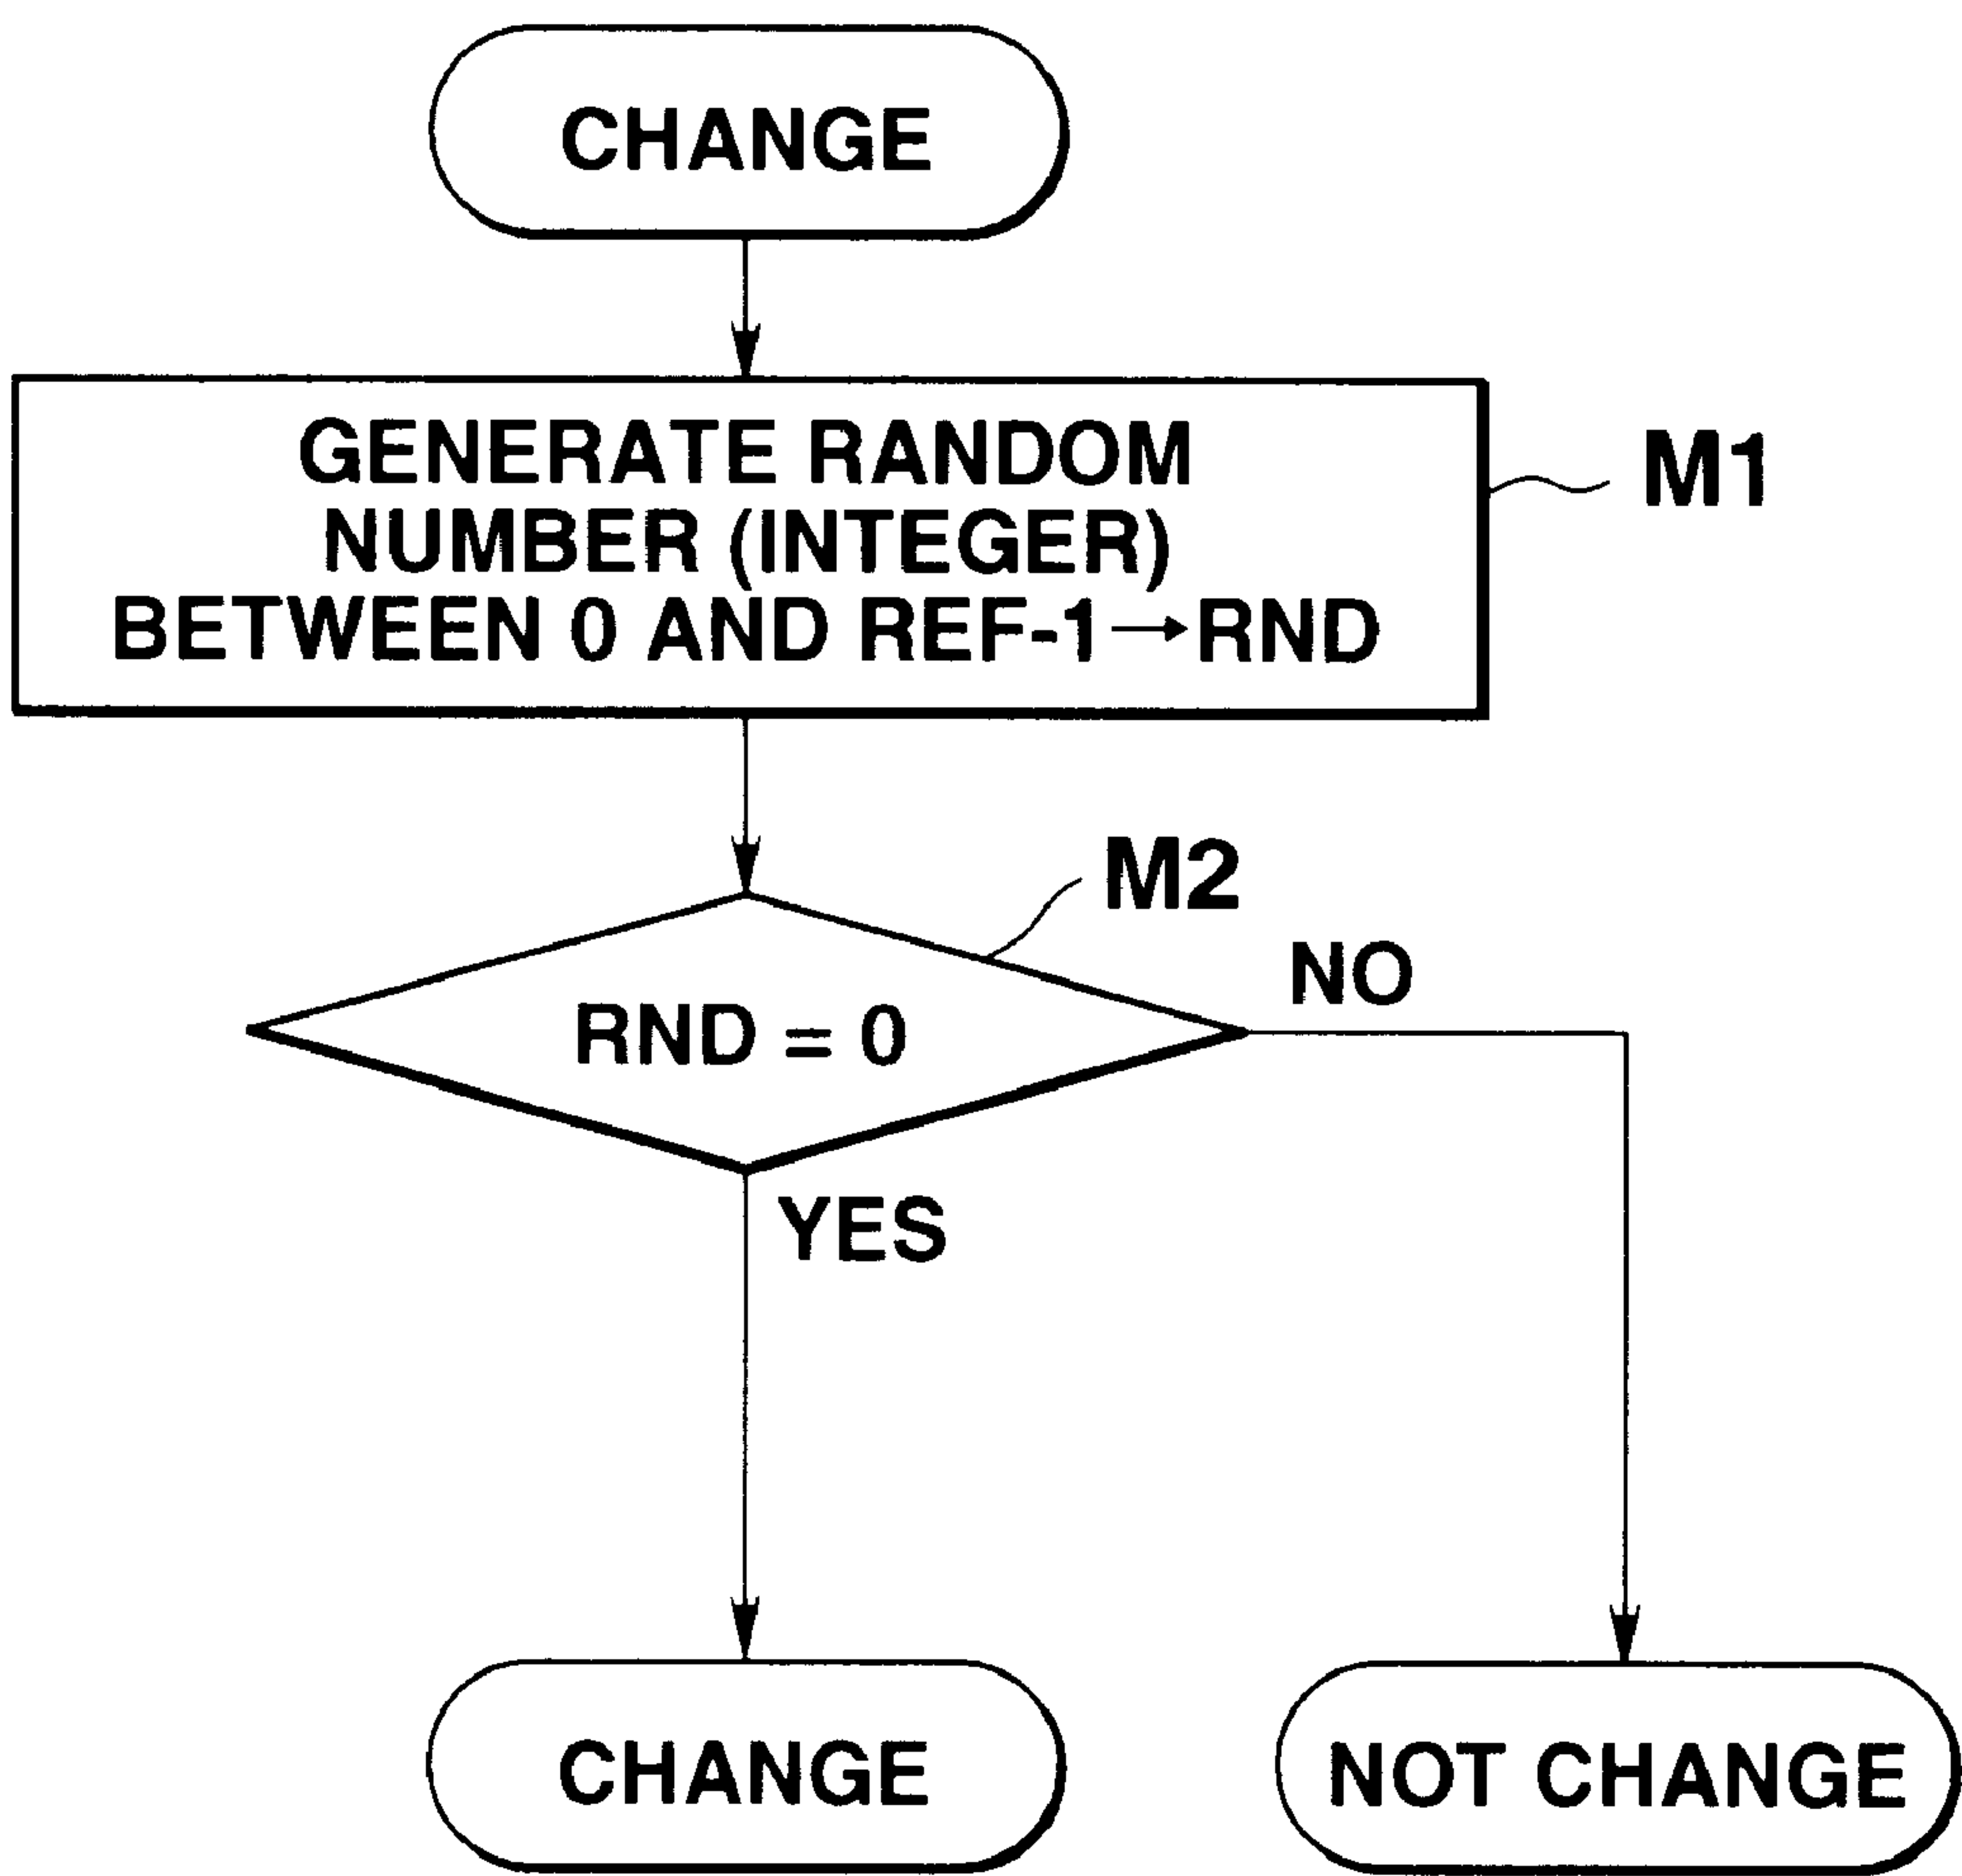 CHANGE
GENERATE RANDOM
NUMBER (INTEGER)
BETWEEN 0 AND REF-1→RND
M1
M2
RND = 0
NO
YES
CHANGE
NOT CHANGE